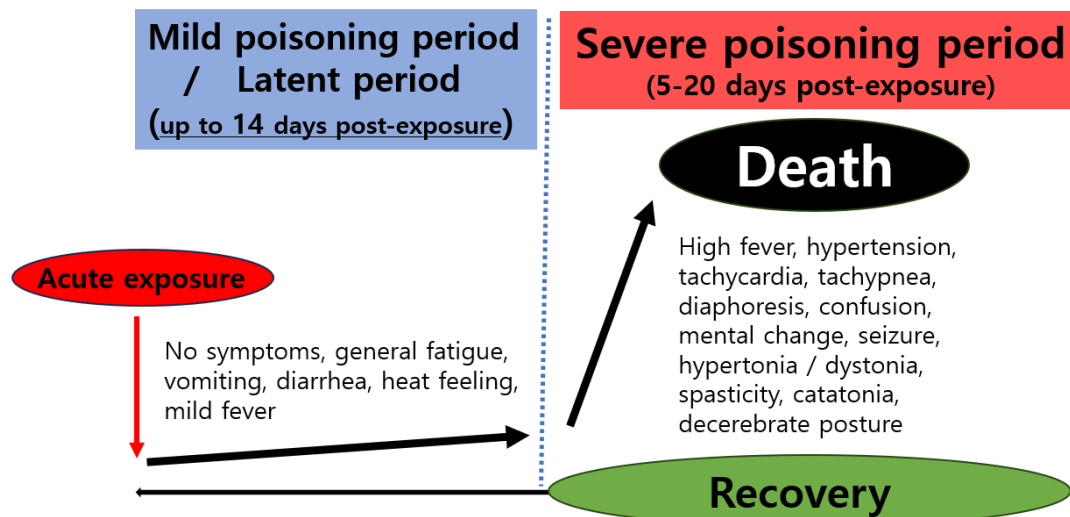 Mild poisoning period
/ Latent period
(up to 14 days post-exposure)
Severe poisoning period
(5-20 days post-exposure)
Death
Acute exposure
High fever, hypertension,
tachycardia, tachypnea,
diaphoresis, confusion,
mental change, seizure,
hypertonia / dystonia,
spasticity, catatonia,
decerebrate posture
No symptoms, general fatigue,
vomiting, diarrhea, heat feeling,
mild fever
Recovery